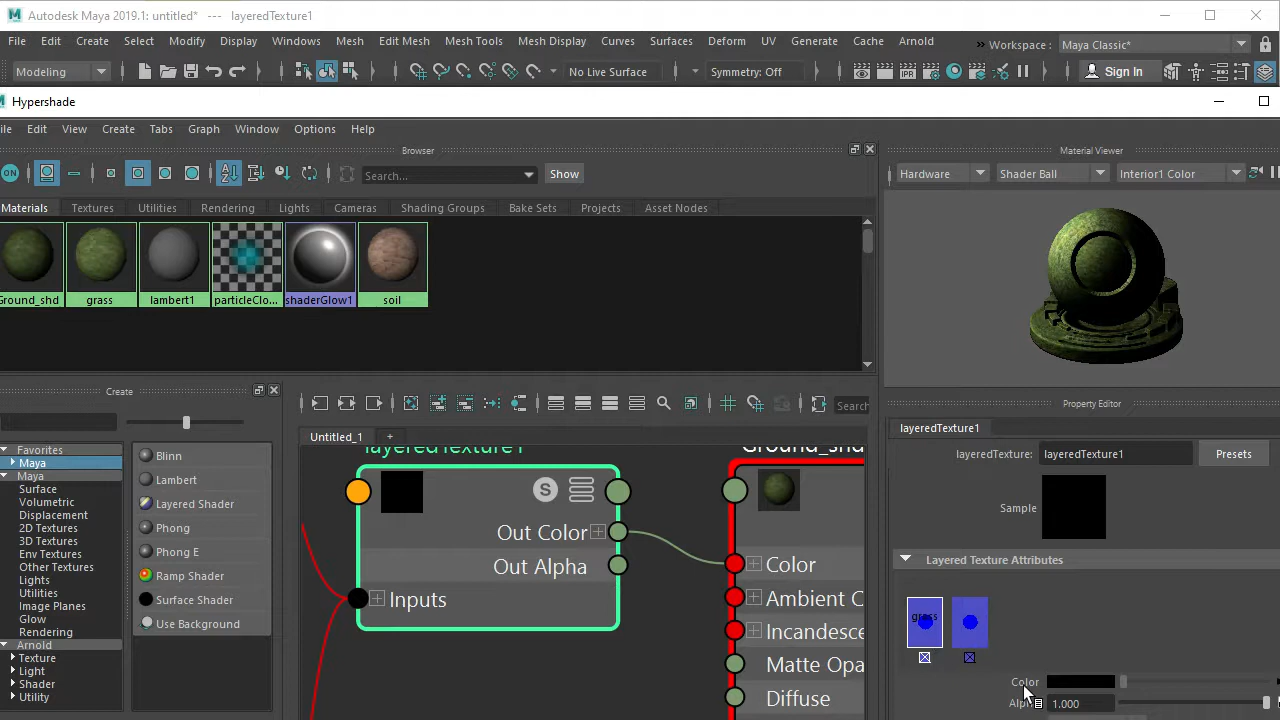 Autodesk Maya 2019.1: untitled* --- layeredTexture1
File Edit Create Select Modify Display Windows Mesh Edit Mesh Mesh Tools Mesh Display Curves Surfaces Deform UV Generate Cache Arnold » Workspace : Maya Classic*
Modeling No Live Surface Symmetry: Off IPR Sign In
Hypershade
ile Edit View Create Tabs Graph Window Options Help
Browser
Material Viewer
ON Search... Show Hardware Shader Ball Interior1 Color
Materials Textures Utilities Rendering Lights Cameras Shading Groups Bake Sets Projects Asset Nodes
Ground_shd grass lambert1 particleClo... shaderGlow1 soil
Create
Property Editor
Search
Untitled_1 +
layeredTexture1
Favorites
Maya
Maya
Surface
Volumetric
Displacement
2D Textures
3D Textures
Env Textures
Other Textures
Lights
Utilities
Image Planes
Glow
Rendering
Arnold
Texture
Light
Shader
Utility
Blinn
Lambert
Layered Shader
Phong
Phong E
Ramp Shader
Surface Shader
Use Background
layeredTexture1
S
Out Color
Out Alpha
Inputs
Ground_shd
Color
Ambient C
Incandesce
Matte Opa
Diffuse
layeredTexture: layeredTexture1 Presets
Sample
Layered Texture Attributes
grass
Color
Alph 1.000